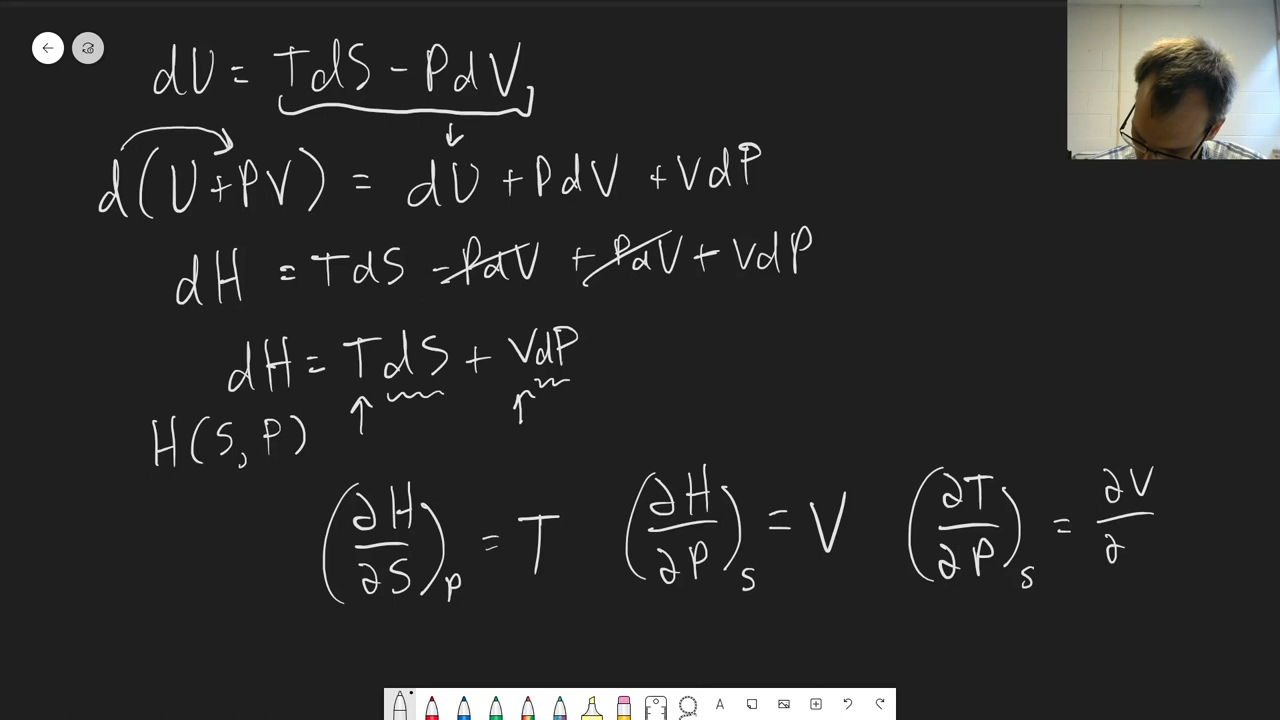 dU = TdS - PdV,
d(U+PV) = dU + PdV + VdP
dH = TdS - PdV + PdV + VdP
dH = TdS + VdP
H(S, P)
(∂H/∂S)_P = T (∂H/∂P)_S = V (∂T/∂P)_S = ∂V/∂
A